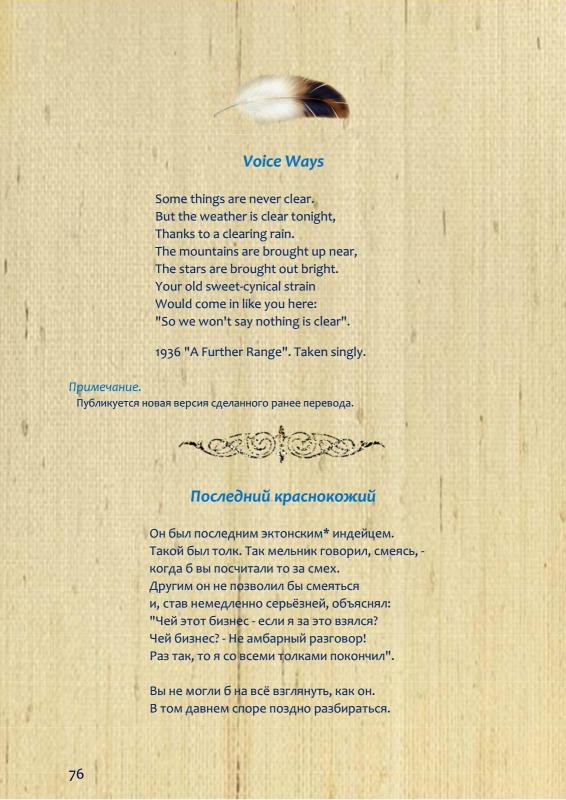 Voice Ways
Some things are never clear.
But the weather is clear tonight,
Thanks to a clearing rain.
The mountains are brought up near,
The stars are brought out bright.
Your old sweet-cynical strain
Would come in like you here:
"So we won't say nothing is clear".
1936 "A Further Range". Taken singly.
Примечание.
Публикуется новая версия сделанного ранее перевода.
Последний краснокожий
Он был последним эктонским* индейцем.
Такой был толк. Так мельник говорил, смеясь, -
когда б вы посчитали то за смех.
Другим он не позволил бы смеяться
и, став немедленно серьёзней, объяснял:
"Чей этот бизнес - если я за это взялся?
Чей бизнес? - Не амбарный разговор!
Раз так, то я со всеми толками покончил".
Вы не могли б на всё взглянуть, как он.
В том давнем споре поздно разбираться.
76